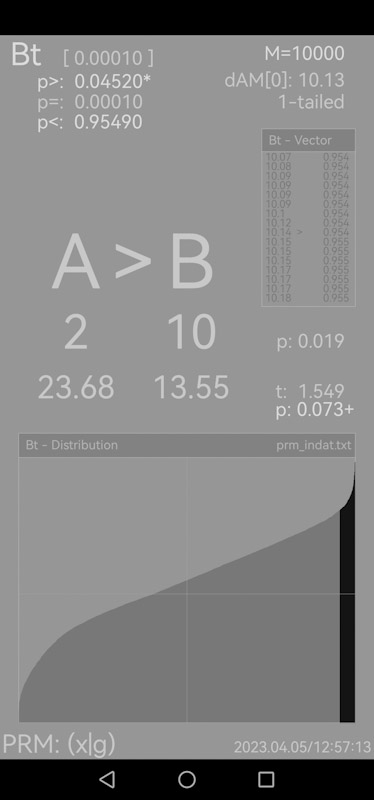 Bt [ 0.00010 ] M=10000
p>: 0.04520* dAM[0]: 10.13
p=: 0.00010 1-tailed
p<: 0.95490
Bt - Vector
10.07 0.954
10.08 0.954
10.09 0.954
10.09 0.954
10.09 0.954
10.09 0.954
10.1 0.954
10.12 0.954
10.14 > 0.954
10.15 0.955
10.15 0.955
10.15 0.955
10.17 0.955
10.17 0.955
10.17 0.955
10.18 0.955
A > B
2 10 p: 0.019
23.68 13.55 t: 1.549
p: 0.073+
Bt - Distribution prm_indat.txt
PRM: (x|g) 2023.04.05/12:57:13